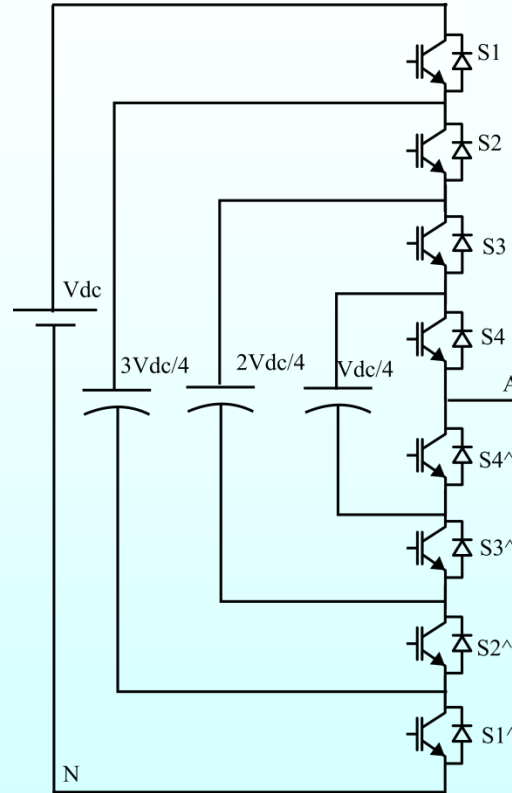 S1
S2
S3
Vdc
S4
3Vdc/4
2Vdc/4
Vdc/4
A
S4^
S3^
S2^
S1^
N